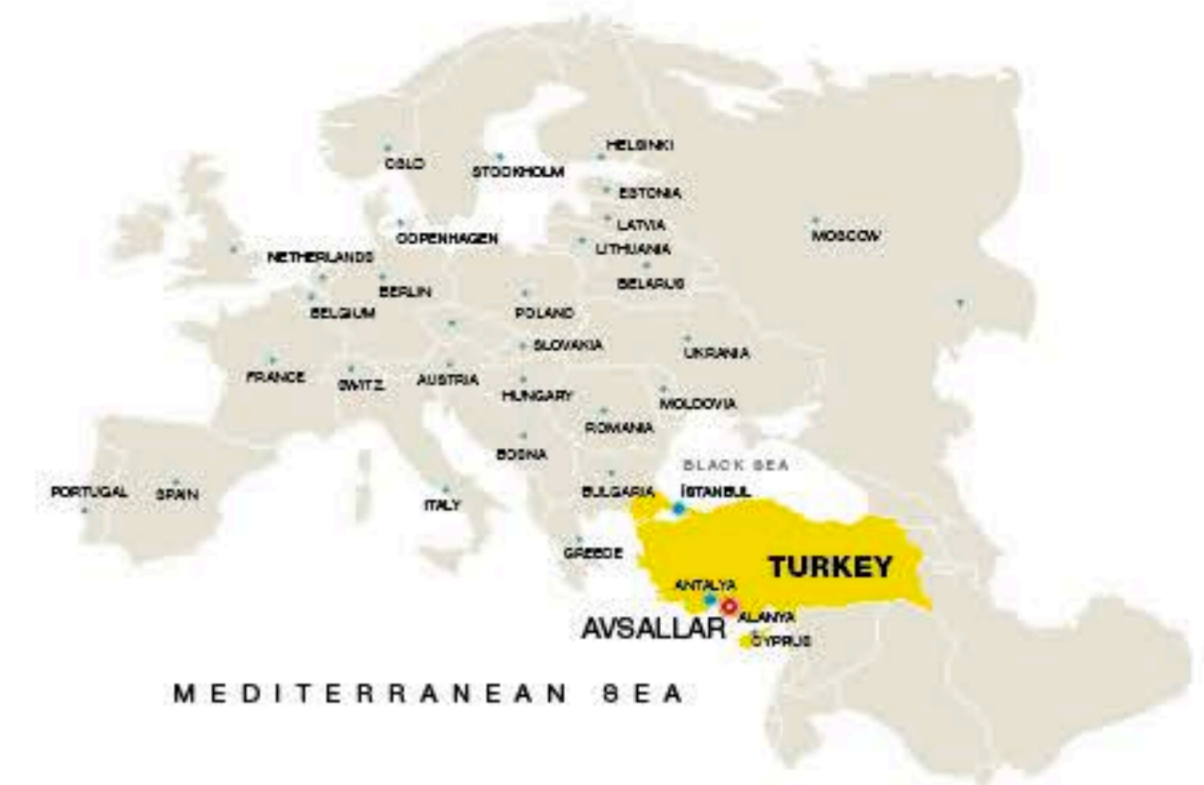 HELSINKI
OSLO
STOCKHOLM
ESTONIA
LATVIA
MOSCOW
COPENHAGEN
LITHUANIA
NETHERLANDS
BELARUS
BERLIN
BELGIUM
POLAND
SLOVAKIA
UKRANIA
FRANCE
SWITZ.
AUSTRIA
HUNGARY
MOLDOVIA
ROMANIA
BOSNA
BLACK SEA
PORTUGAL
SPAIN
BULGARIA
İSTANBUL
ITALY
GREECE
TURKEY
ANTALYA
ALANYA
AVSALLAR
CYPRUS
MEDITERRANEAN SEA